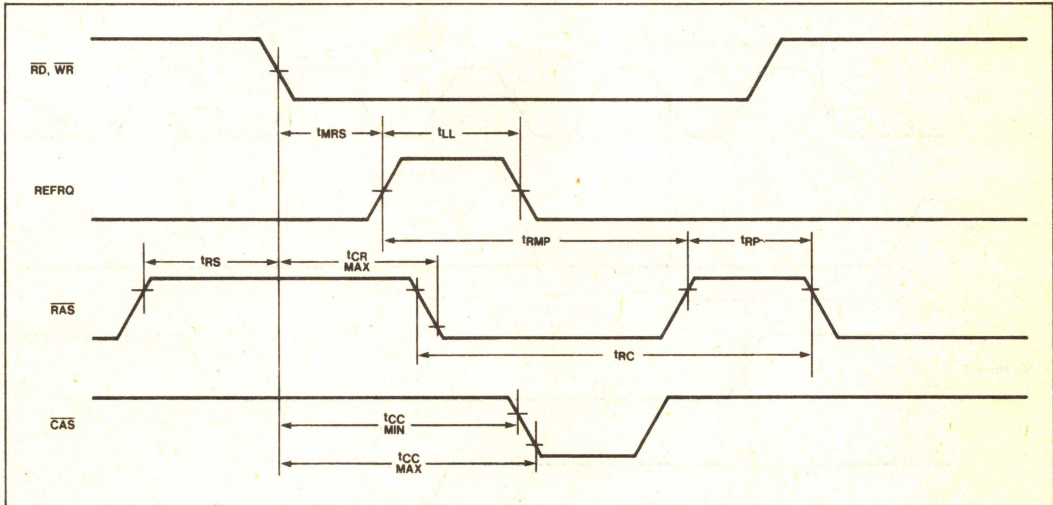 RD, WR
tMRS
tLL
REFRQ
tRMP
tRP
tRS
tCR
MAX
RAS
tRC
CAS
tCC
MIN
tCC
MAX